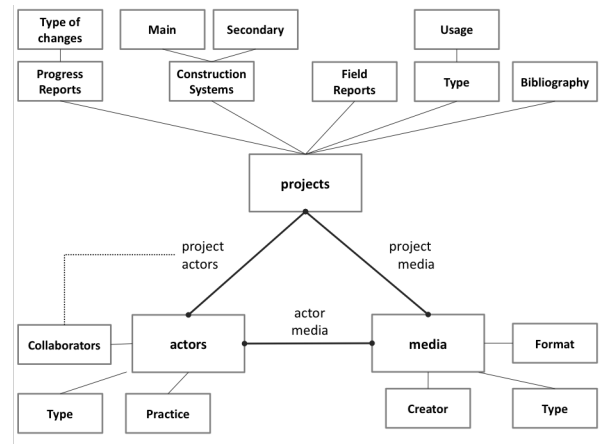 Type of
changes
Main
Secondary
Usage
Progress
Reports
Construction
Systems
Field
Reports
Type
Bibliography
projects
project
actors
project
media
actor
media
Collaborators
actors
media
Format
Type
Practice
Creator
Type